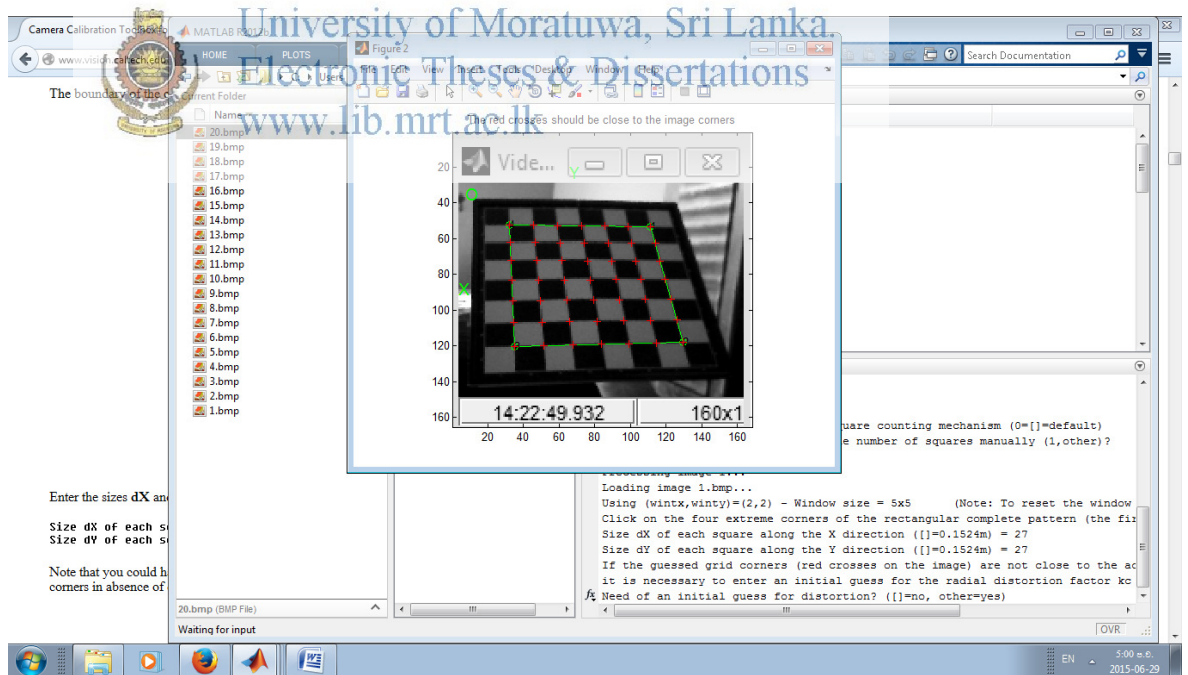 University of Moratuwa, Sri Lanka.
Electronic Theses & Dissertations
www.lib.mrt.ac.lk
Camera Calibration Toolbox fo
www.vision.caltech.edu
The boundary of the c
MATLAB R2012b
HOME
PLOTS
Search Documentation
Users
Current Folder
Name
20.bmp
19.bmp
18.bmp
17.bmp
16.bmp
15.bmp
14.bmp
13.bmp
12.bmp
11.bmp
10.bmp
9.bmp
8.bmp
7.bmp
6.bmp
5.bmp
4.bmp
3.bmp
2.bmp
1.bmp
20.bmp (BMP File)
Waiting for input
Figure 2
File Edit View Insert Tools Desktop Window Help
The red crosses should be close to the image corners
Vide...
Y
O
X
20
40
60
80
100
120
140
160
14:22:49.932
160x1
20 40 60 80 100 120 140 160
uare counting mechanism (0=[]=default)
e number of squares manually (1,other)?
Processing image 1...
Loading image 1.bmp...
Using (wintx,winty)=(2,2) - Window size = 5x5 (Note: To reset the window
Click on the four extreme corners of the rectangular complete pattern (the fir
Size dX of each square along the X direction ([]=0.1524m) = 27
Size dY of each square along the Y direction ([]=0.1524m) = 27
If the guessed grid corners (red crosses on the image) are not close to the ac
it is necessary to enter an initial guess for the radial distortion factor kc
fx Need of an initial guess for distortion? ([]=no, other=yes)
OVR
Enter the sizes dX and
Size dX of each s
Size dY of each s
Note that you could h
corners in absence of
EN
5:00
2015-06-29